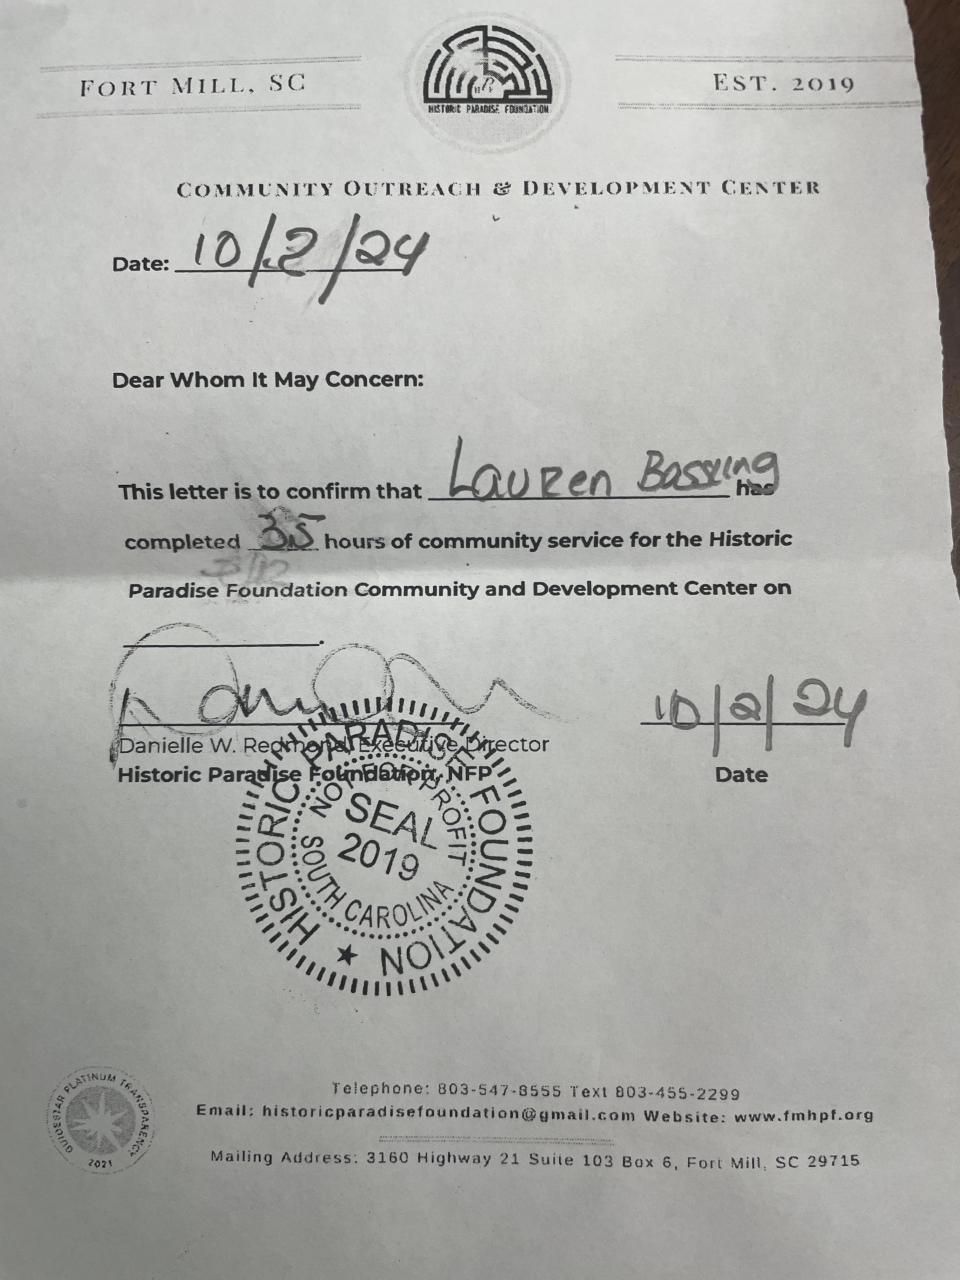 FORT MILL, SC
HISTORIC PARADISE FOUNDATION
EST. 2019
COMMUNITY OUTREACH & DEVELOPMENT CENTER
Date: 10/2/24
Dear Whom It May Concern:
This letter is to confirm that Lauren Bassing has
completed 35 hours of community service for the Historic
Paradise Foundation Community and Development Center on
10/2/24
Danielle W. Redmond, Executive Director
Historic Paradise Foundation, NFP
Date
HISTORIC PARADISE FOUNDATION
NOT FOR PROFIT
SEAL
2019
SOUTH CAROLINA
GUIDESTAR PLATINUM TRANSPARENCY
2021
Telephone: 803-547-8555 Text 803-455-2299
Email: historicparadisefoundation@gmail.com Website: www.fmhpf.org
Mailing Address: 3160 Highway 21 Suite 103 Box 6, Fort Mill, SC 29715